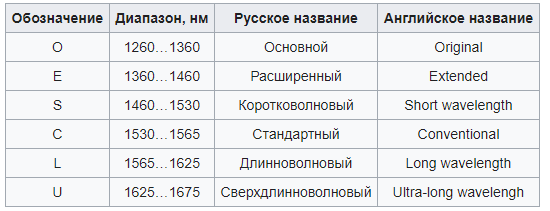 Обозначение Диапазон, нм Русское название Английское название
O 1260…1360 Основной Original
E 1360…1460 Расширенный Extended
S 1460…1530 Коротковолновый Short wavelength
C 1530…1565 Стандартный Conventional
L 1565…1625 Длинноволновый Long wavelength
U 1625…1675 Сверхдлинноволновый Ultra-long wavelengh